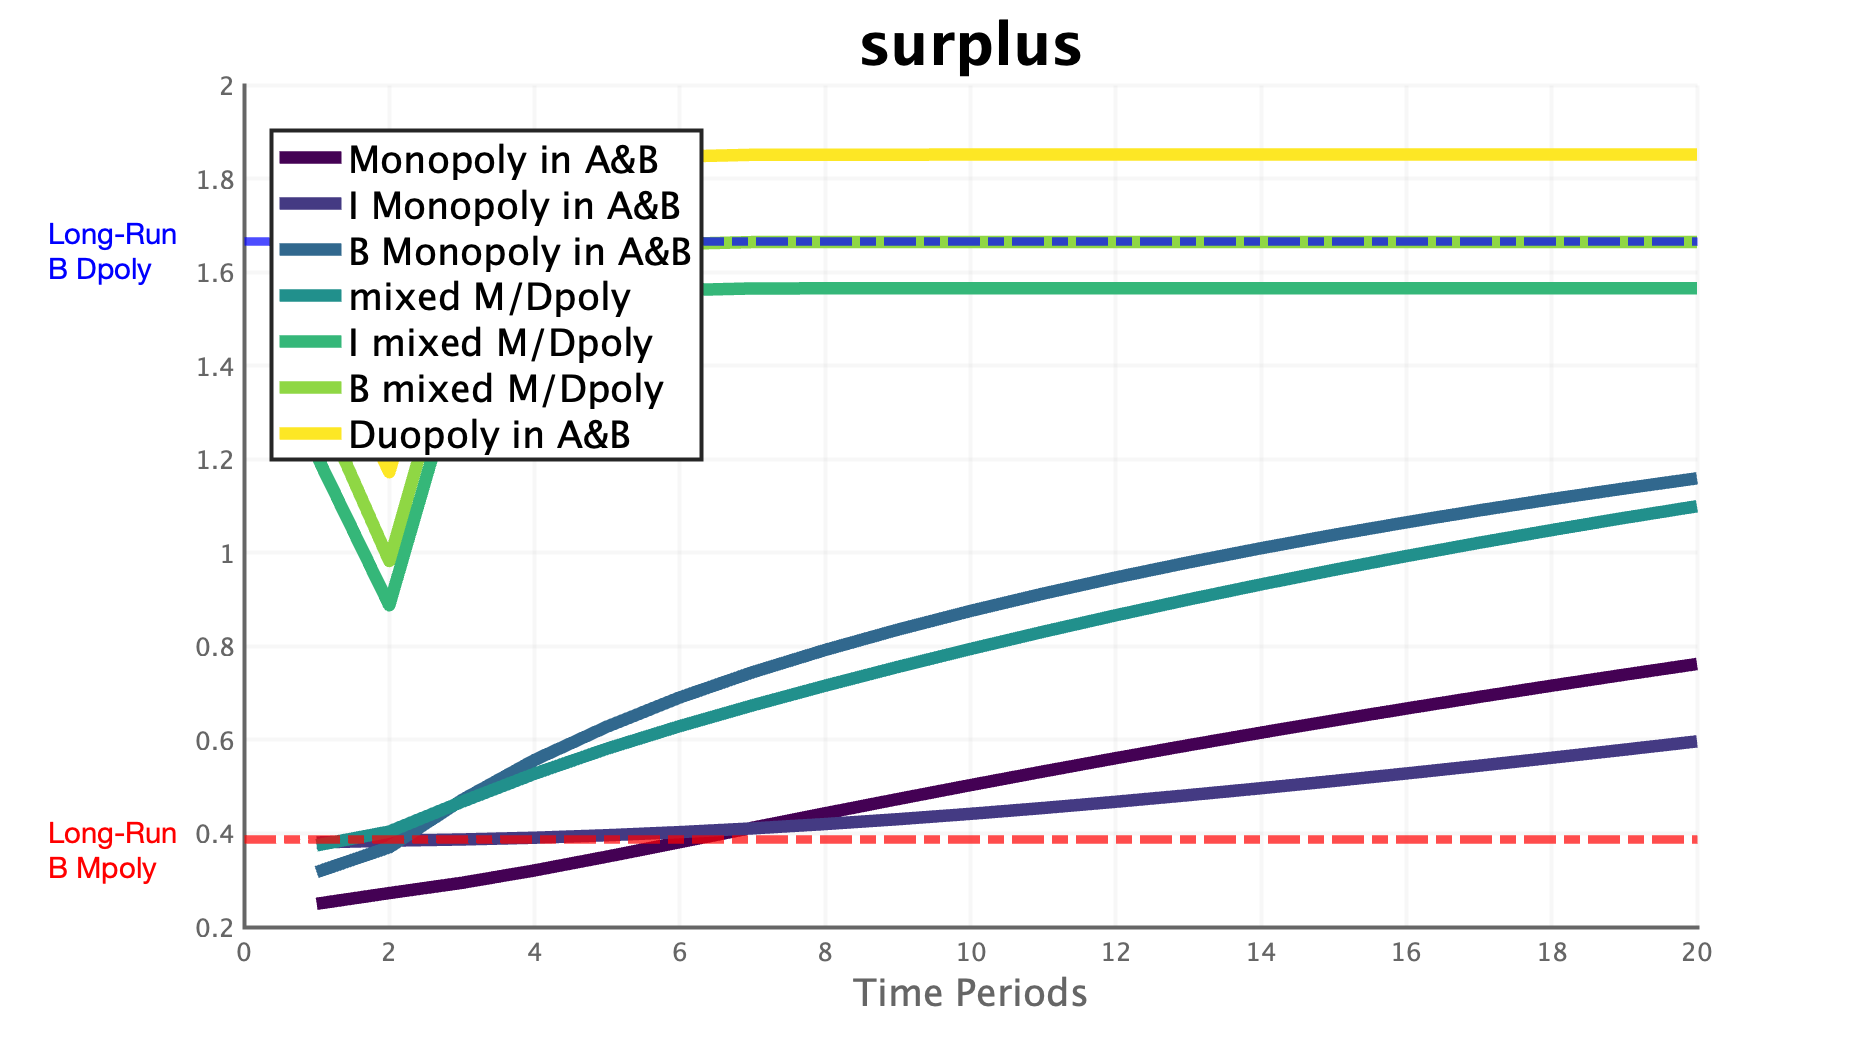 surplus
2
1.8
1.6
1.4
1.2
1
0.8
0.6
0.4
0.2
Long-Run
B Dpoly
Long-Run
B Mpoly
Monopoly in A&B
I Monopoly in A&B
B Monopoly in A&B
mixed M/Dpoly
I mixed M/Dpoly
B mixed M/Dpoly
Duopoly in A&B
0 2 4 6 8 10 12 14 16 18 20
Time Periods